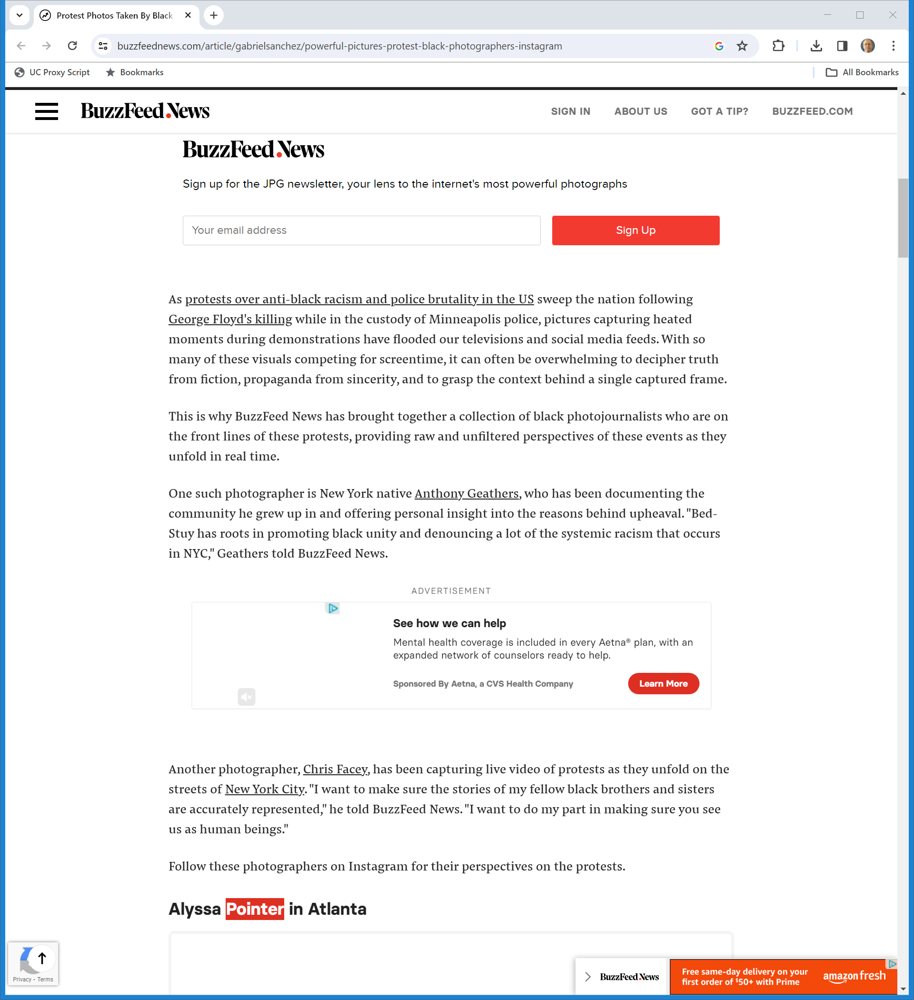 Protest Photos Taken By Black
buzzfeednews.com/article/gabrielsanchez/powerful-pictures-protest-black-photographers-instagram
UC Proxy Script
Bookmarks
All Bookmarks
BuzzFeed News
SIGN IN
ABOUT US
GOT A TIP?
BUZZFEED.COM
BuzzFeed News
Sign up for the JPG newsletter, your lens to the internet's most powerful photographs
Your email address
Sign Up
As protests over anti-black racism and police brutality in the US sweep the nation following
George Floyd's killing while in the custody of Minneapolis police, pictures capturing heated
moments during demonstrations have flooded our televisions and social media feeds. With so
many of these visuals competing for screentime, it can often be overwhelming to decipher truth
from fiction, propaganda from sincerity, and to grasp the context behind a single captured frame.
This is why BuzzFeed News has brought together a collection of black photojournalists who are on
the front lines of these protests, providing raw and unfiltered perspectives of these events as they
unfold in real time.
One such photographer is New York native Anthony Geathers, who has been documenting the
community he grew up in and offering personal insight into the reasons behind upheaval. "Bed-
Stuy has roots in promoting black unity and denouncing a lot of the systemic racism that occurs
in NYC," Geathers told BuzzFeed News.
ADVERTISEMENT
See how we can help
Mental health coverage is included in every Aetna® plan, with an
expanded network of counselors ready to help.
Sponsored By Aetna, a CVS Health Company
Learn More
Another photographer, Chris Facey, has been capturing live video of protests as they unfold on the
streets of New York City. "I want to make sure the stories of my fellow black brothers and sisters
are accurately represented," he told BuzzFeed News. "I want to do my part in making sure you see
us as human beings."
Follow these photographers on Instagram for their perspectives on the protests.
Alyssa Pointer in Atlanta
Privacy - Terms
BuzzFeed News
Free same-day delivery on your
first order of $50+ with Prime
amazon fresh